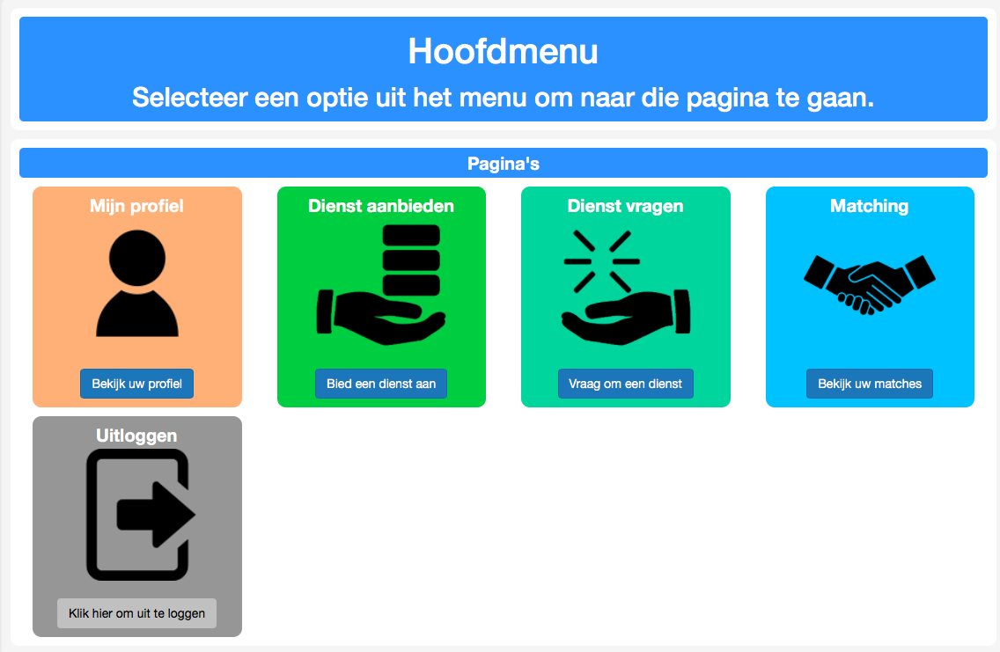 Hoofdmenu
Selecteer een optie uit het menu om naar die pagina te gaan.
Pagina's
Mijn profiel
Bekijk uw profiel
Dienst aanbieden
Bied een dienst aan
Dienst vragen
Vraag om een dienst
Matching
Bekijk uw matches
Uitloggen
Klik hier om uit te loggen